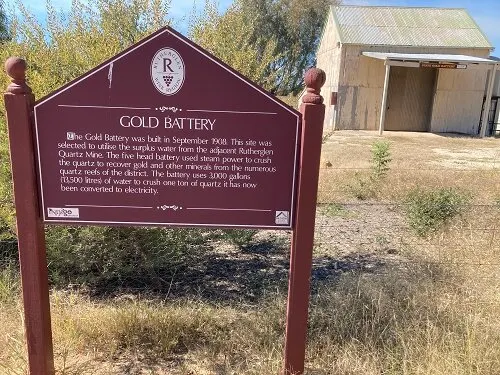 RUTHERGLEN
R
GOLD BATTERY
The Gold Battery was built in September 1908. This site was
selected to utilise the surplus water from the adjacent Rutherglen
Quartz Mine. The five head battery used steam power to crush
the quartz to recover gold and other minerals from the numerous
quartz reefs of the district. The battery uses 3,000 gallons
(13,500 litres) of water to crush one ton of quartz it has now
been converted to electricity.